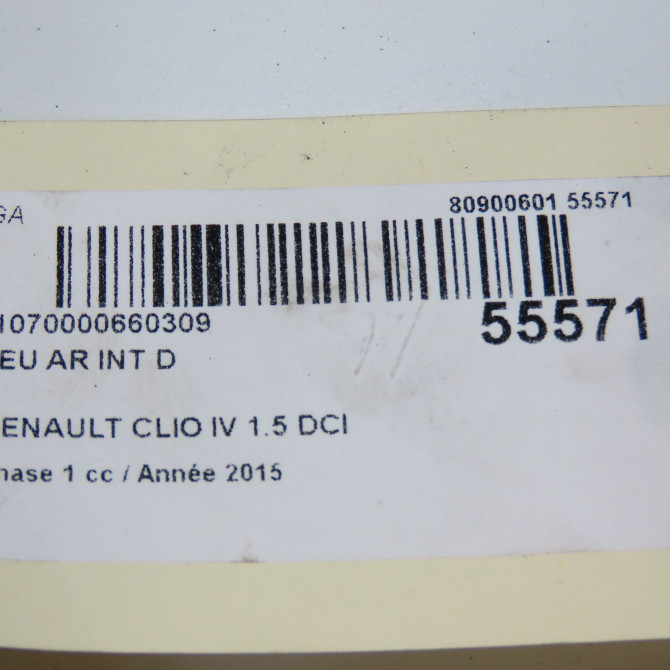 GA
80900601 55571
1070000660309
55571
EU AR INT D
ENAULT CLIO IV 1.5 DCI
hase 1 cc / Année 2015